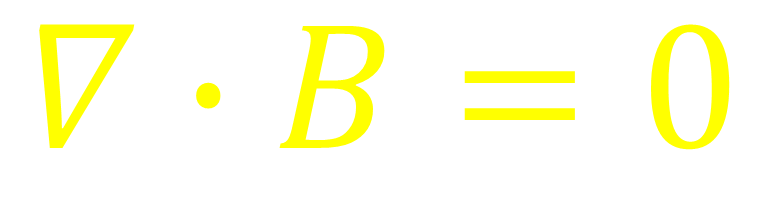 ∇ · B = 0